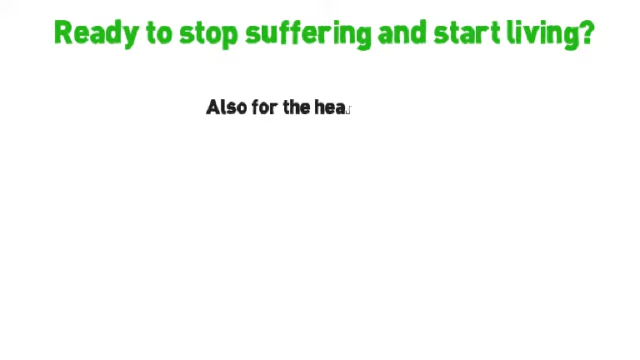 Ready to stop suffering and start living?
Also for the hea